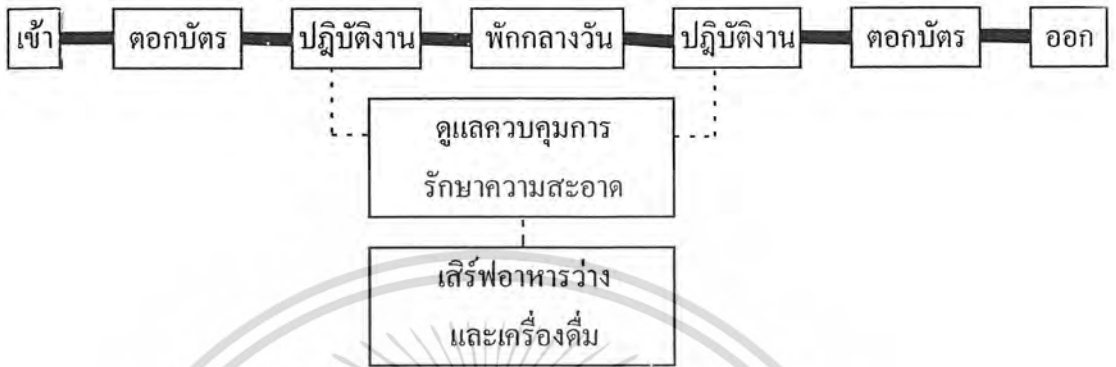 เข้า ตอกบัตร ปฎิบัติงาน พักกลางวัน ปฎิบัติงาน ตอกบัตร ออก
ดูแลควบคุมการ
รักษาความสะอาด
เสิร์ฟอาหารว่าง
และเครื่องดื่ม